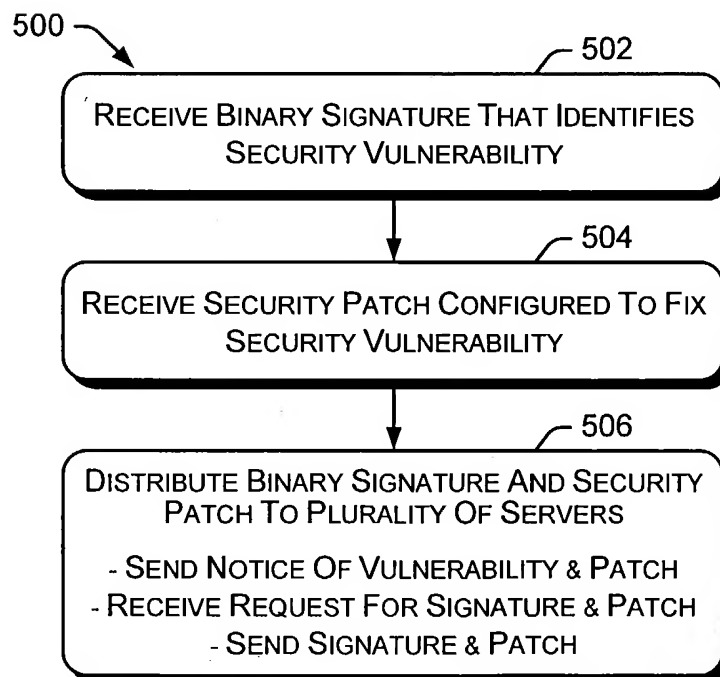 500
502
RECEIVE BINARY SIGNATURE THAT IDENTIFIES
SECURITY VULNERABILITY
504
RECEIVE SECURITY PATCH CONFIGURED TO FIX
SECURITY VULNERABILITY
506
DISTRIBUTE BINARY SIGNATURE AND SECURITY
PATCH TO PLURALITY OF SERVERS
- SEND NOTICE OF VULNERABILITY & PATCH
- RECEIVE REQUEST FOR SIGNATURE & PATCH
- SEND SIGNATURE & PATCH